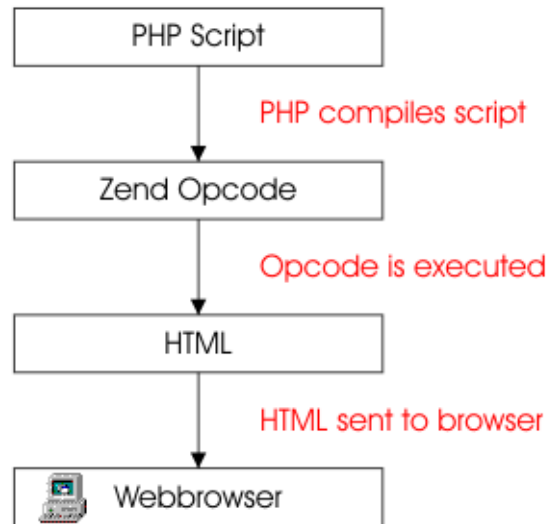 PHP Script
PHP compiles script
Zend Opcode
Opcode is executed
HTML
HTML sent to browser
Webbrowser